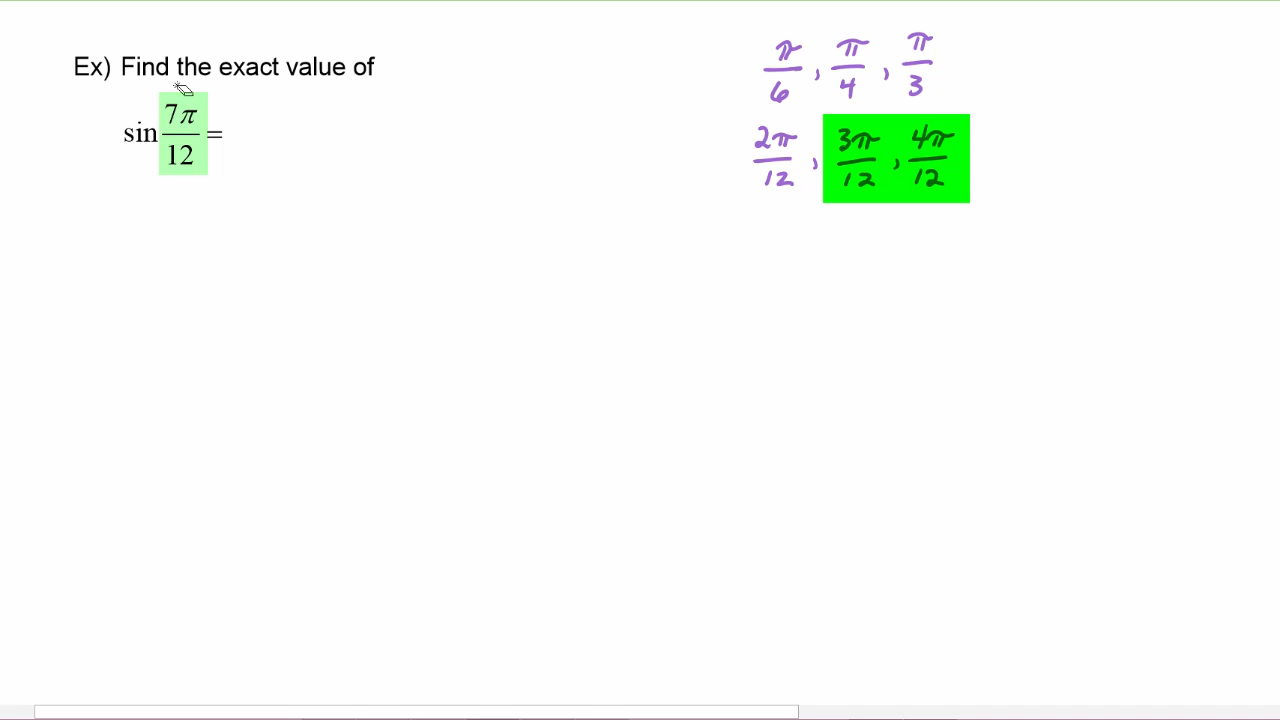 Ex) Find the exact value of
sin 7π/12 =
π/6 , π/4 , π/3
2π/12 , 3π/12 , 4π/12